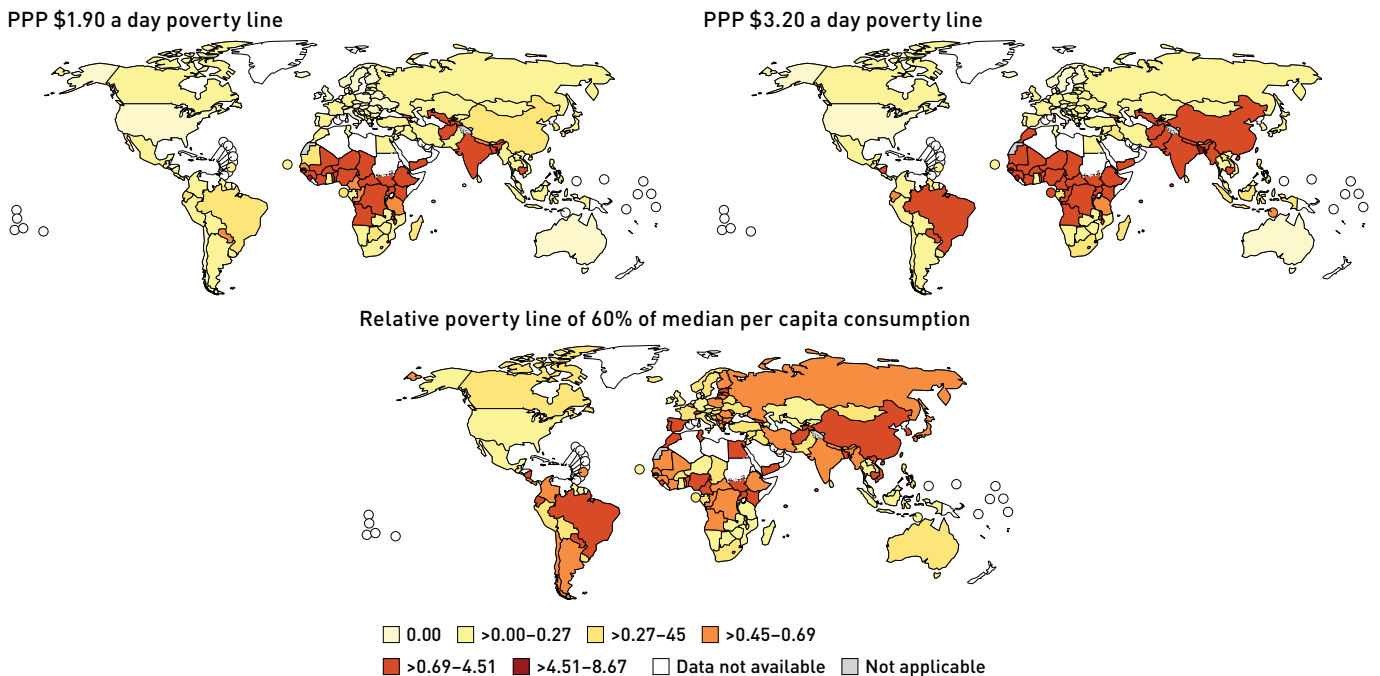 PPP $1.90 a day poverty line
PPP $3.20 a day poverty line
Relative poverty line of 60% of median per capita consumption
0.00 >0.00–0.27 >0.27–45 >0.45–0.69
>0.69–4.51 >4.51–8.67 Data not available Not applicable